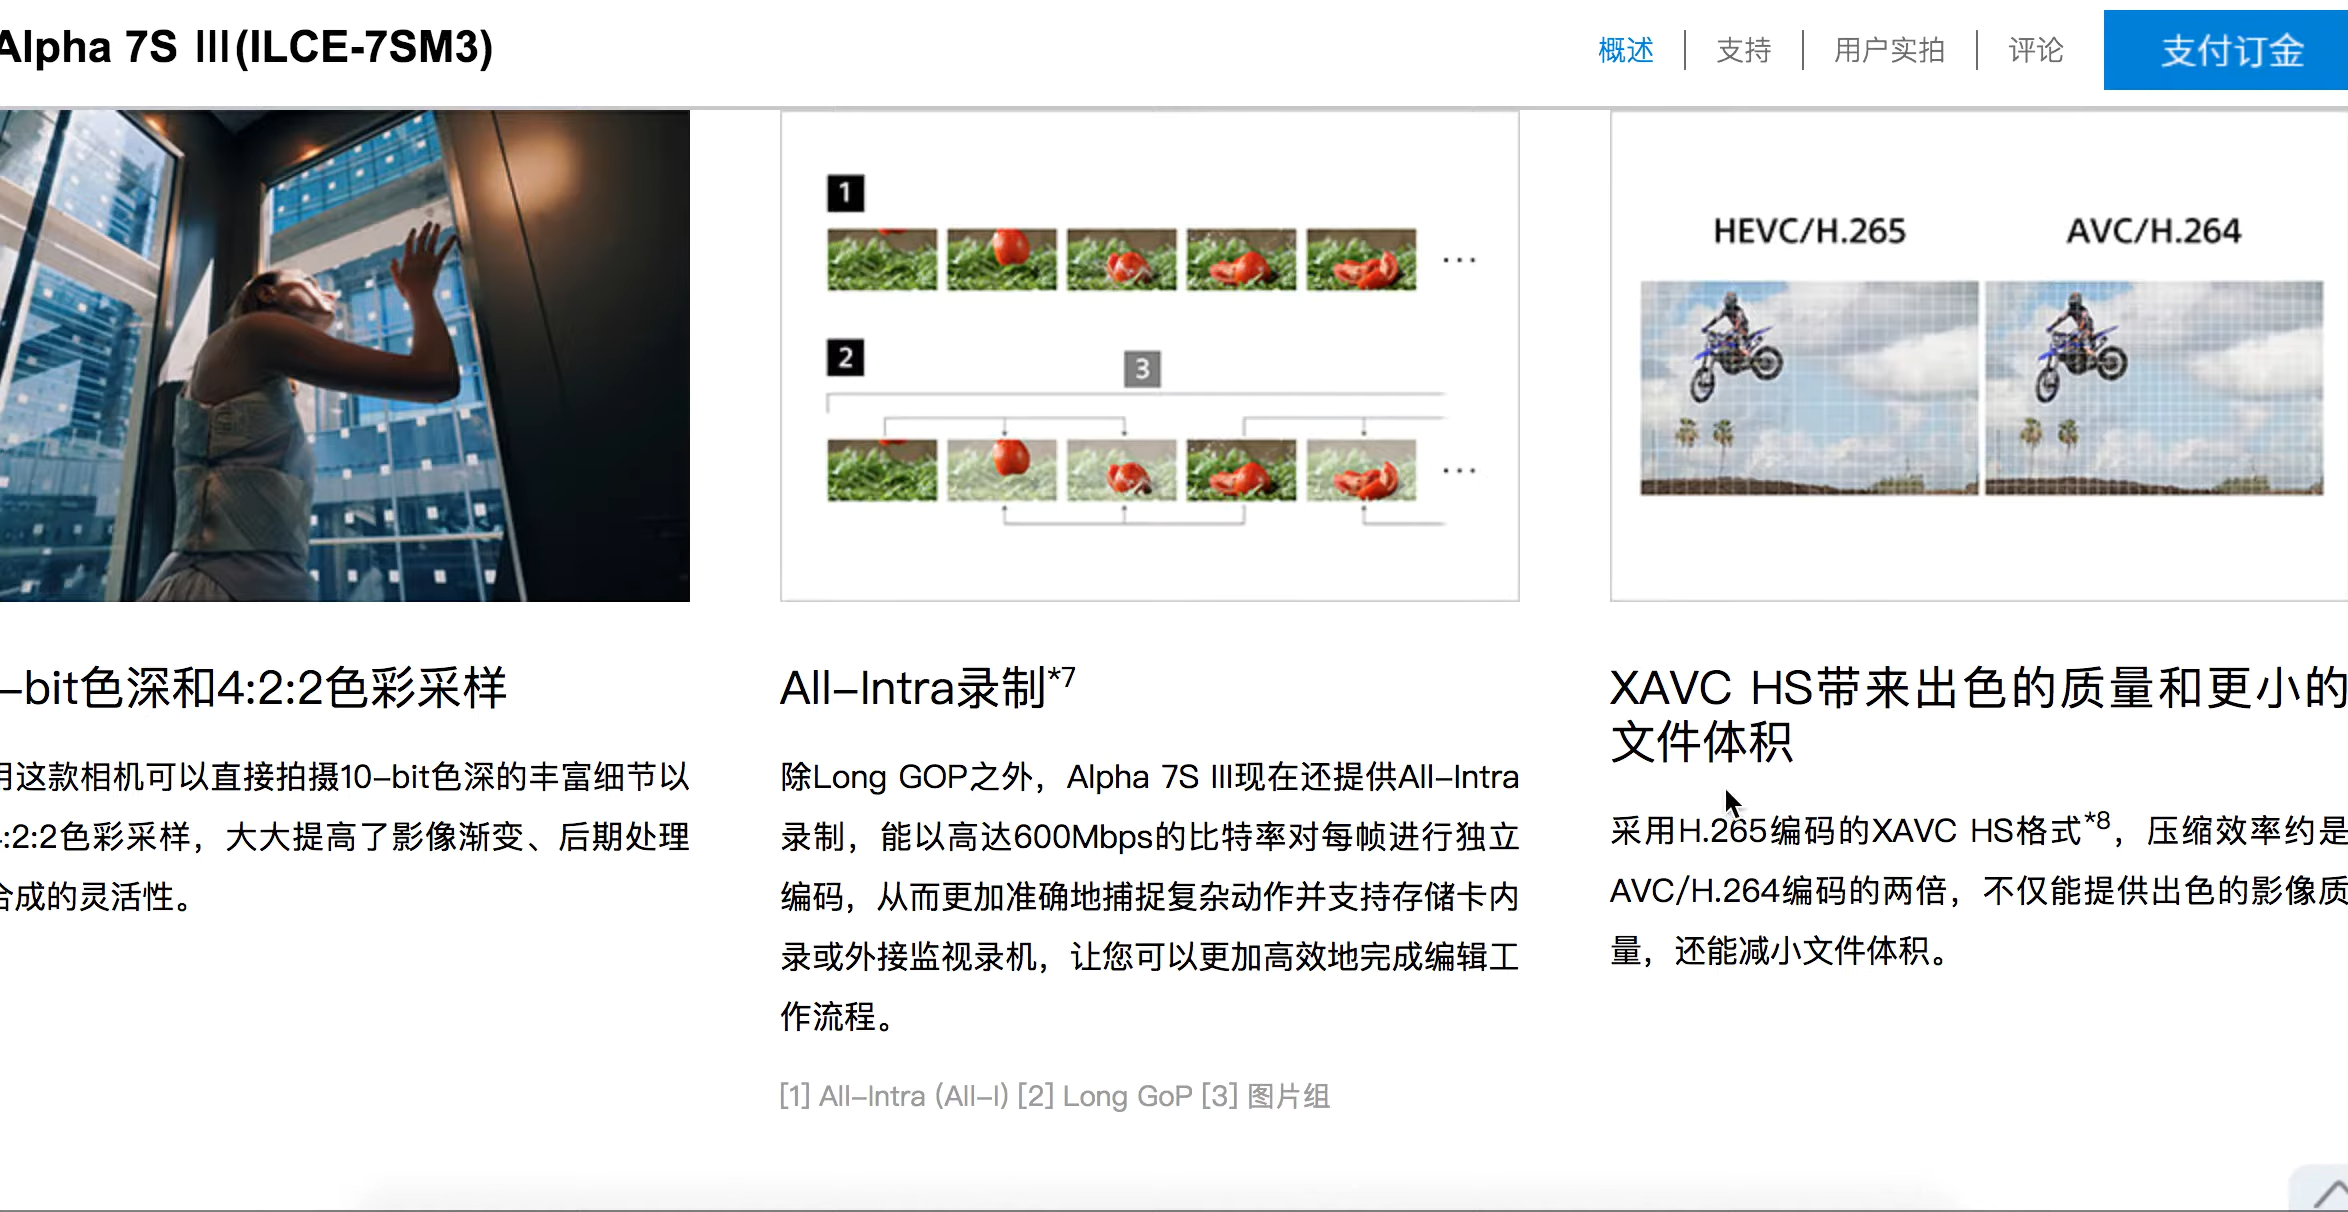 Alpha 7S III(ILCE-7SM3)
概述
支持
用户实拍
评论
支付订金
1
2
3
HEVC/H.265
AVC/H.264
-bit色深和4:2:2色彩采样
用这款相机可以直接拍摄10-bit色深的丰富细节以
4:2:2色彩采样，大大提高了影像渐变、后期处理
合成的灵活性。
All-Intra录制*7
除Long GOP之外，Alpha 7S III现在还提供All-Intra
录制，能以高达600Mbps的比特率对每帧进行独立
编码，从而更加准确地捕捉复杂动作并支持存储卡内
录或外接监视录机，让您可以更加高效地完成编辑工
作流程。
[1] All-Intra (All-I) [2] Long GoP [3] 图片组
XAVC HS带来出色的质量和更小的
文件体积
采用H.265编码的XAVC HS格式*8，压缩效率约是
AVC/H.264编码的两倍，不仅能提供出色的影像质
量，还能减小文件体积。